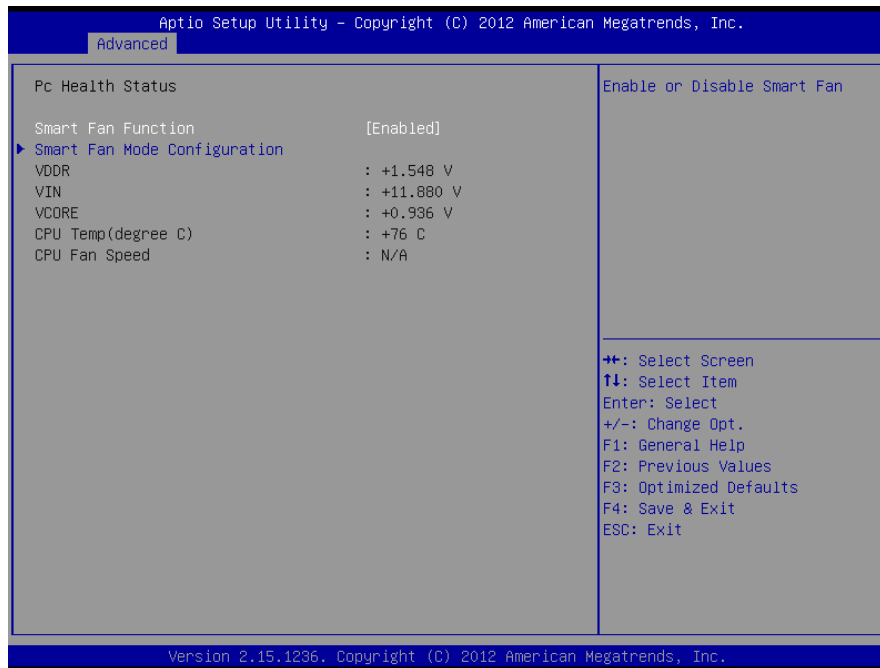 Aptio Setup Utility – Copyright (C) 2012 American Megatrends, Inc.
Advanced
Pc Health Status
Smart Fan Function [Enabled]
Smart Fan Mode Configuration
VDDR : +1.548 V
VIN : +11.880 V
VCORE : +0.936 V
CPU Temp(degree C) : +76 C
CPU Fan Speed : N/A
Enable or Disable Smart Fan
→←: Select Screen
↑↓: Select Item
Enter: Select
+/-: Change Opt.
F1: General Help
F2: Previous Values
F3: Optimized Defaults
F4: Save & Exit
ESC: Exit
Version 2.15.1236. Copyright (C) 2012 American Megatrends, Inc.